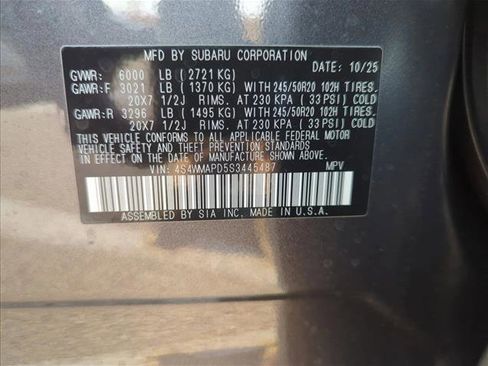 MFD BY SUBARU CORPORATION
GVWR: 6000 LB (2721 KG) DATE: 10/25
GAWR:F 3021 LB (1370 KG) WITH 245/50R20 102H TIRES.
20X7 1/2J RIMS. AT 230 KPA ( 33 PSI) COLD
GAWR:R 3296 LB (1495 KG) WITH 245/50R20 102H TIRES.
20X7 1/2J RIMS. AT 230 KPA ( 33 PSI) COLD
THIS VEHICLE CONFORMS TO ALL APPLICABLE FEDERAL MOTOR
VEHICLE SAFETY AND THEFT PREVENTION STANDARDS
IN EFFECT ON THE DATE OF MANUFACTURE SHOWN ABOVE.
VIN: 4S4WMAPD5S3445487 MPV
ASSEMBLED BY SIA INC. MADE IN U.S.A.